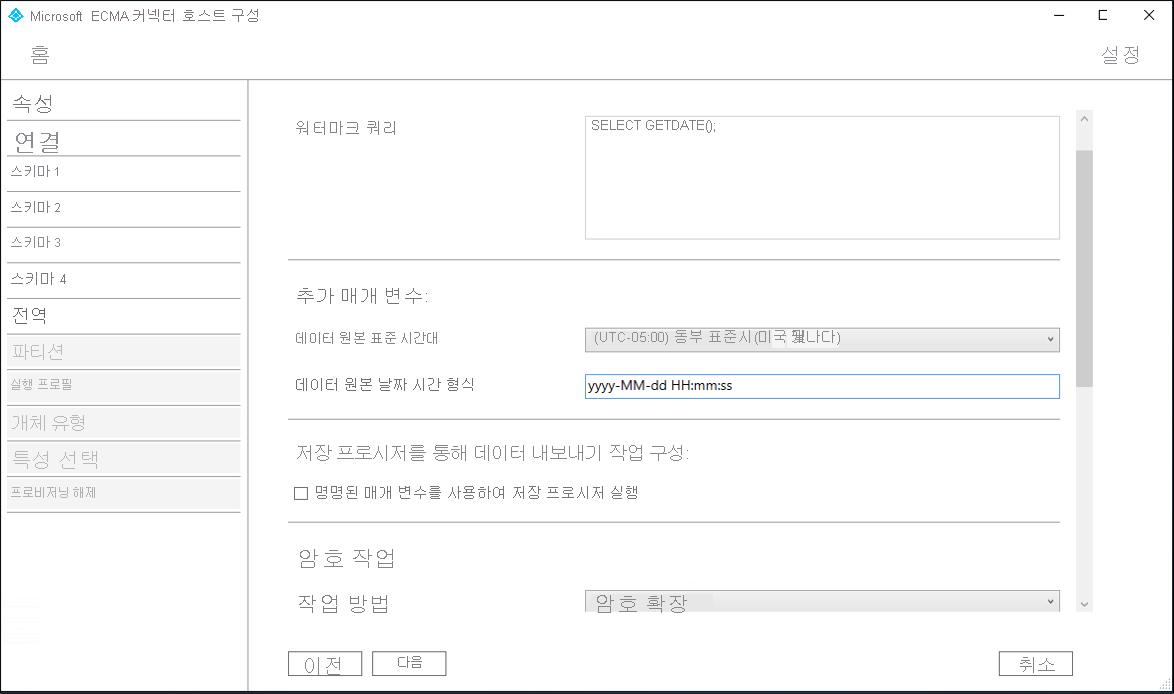 Microsoft ECMA 커넥터 호스트 구성
홈
설정
속성
연결
스키마 1
스키마 2
스키마 3
스키마 4
전역
파티션
실행 프로필
개체 유형
특성 선택
프로비저닝 해제
워터마크 쿼리
SELECT GETDATE();
추가 매개 변수:
데이터 원본 표준 시간대
(UTC-05:00) 동부 표준시(미국
데이터 원본 날짜 시간 형식
yyyy-MM-dd HH:mm:ss
저장 프로시저를 통해 데이터 내보내기 작업 구성:
명명된 매개 변수를 사용하여 저장 프로시저 실행
암호 작업
작업 방법
암호 확장
이전
다음
취소